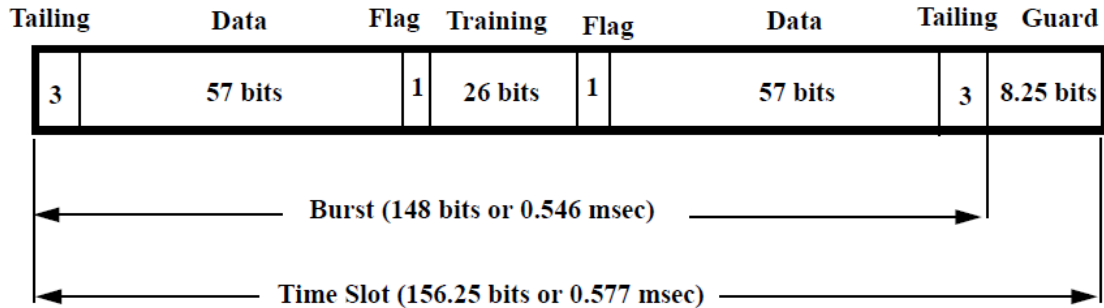 Tailing Data Flag Training Flag Data Tailing Guard
3 57 bits 1 26 bits 1 57 bits 3 8.25 bits
Burst (148 bits or 0.546 msec)
Time Slot (156.25 bits or 0.577 msec)